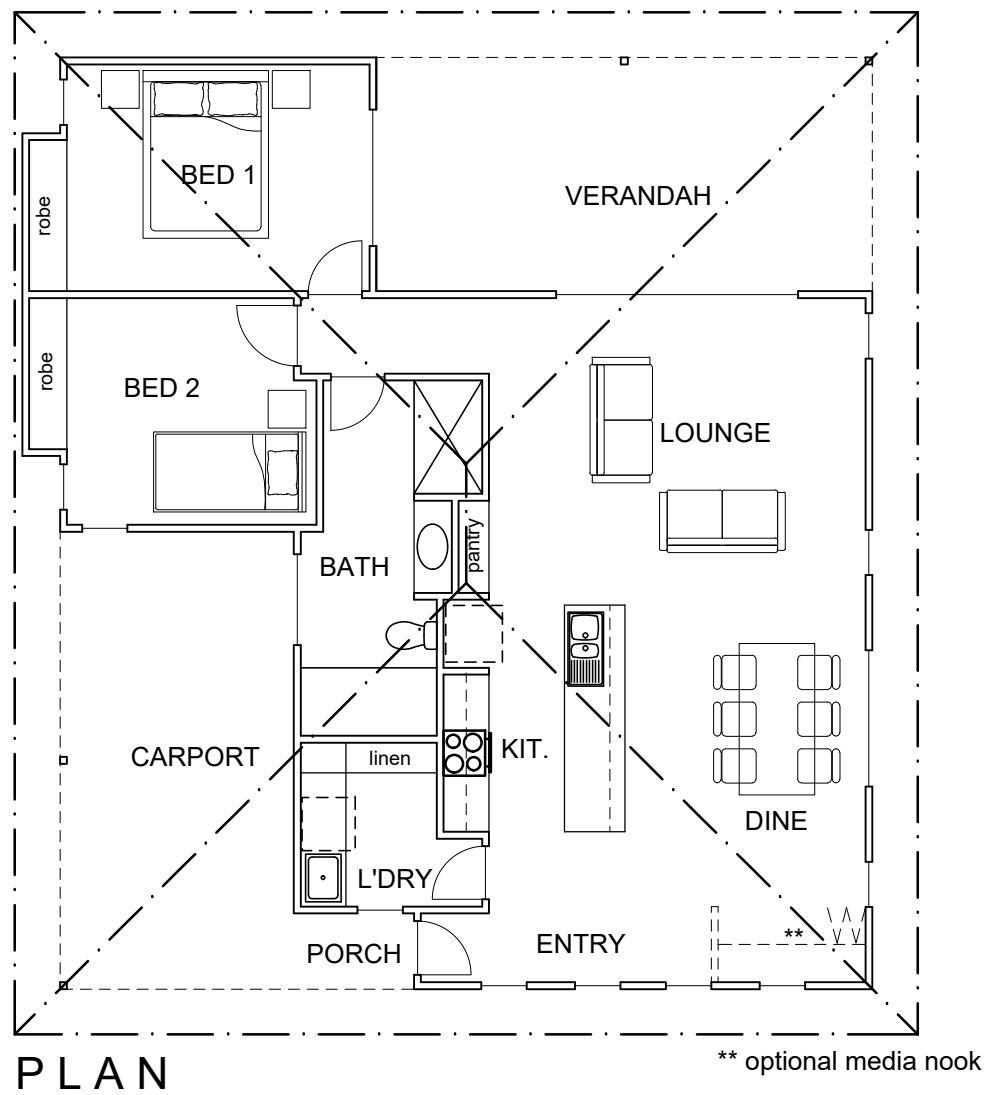 BED 1
VERANDAH
robe
robe
BED 2
LOUNGE
pantry
BATH
CARPORT
linen
KIT.
DINE
L'DRY
PORCH
ENTRY
**
PLAN
** optional media nook